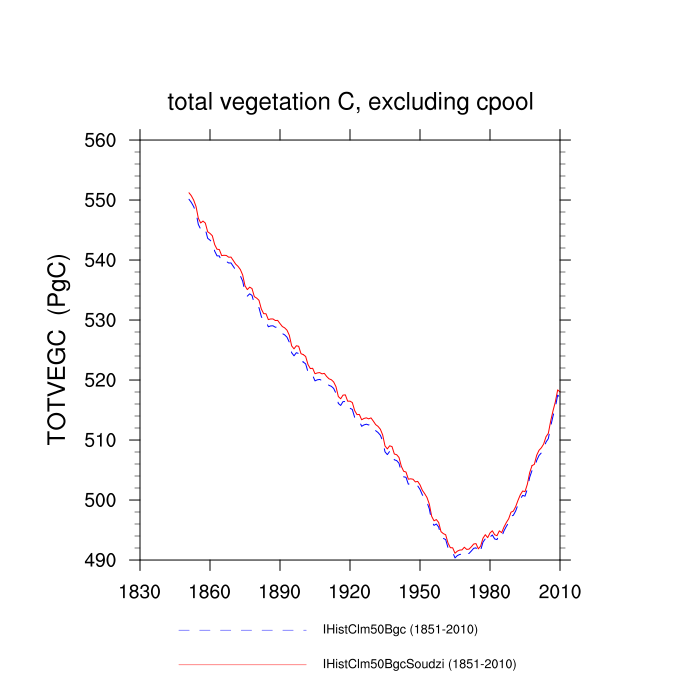 total vegetation C, excluding cpool
TOTVEGC (PgC)
560
550
540
530
520
510
500
490
1830 1860 1890 1920 1950 1980 2010
IHistClm50Bgc (1851-2010)
IHistClm50BgcSoudzi (1851-2010)